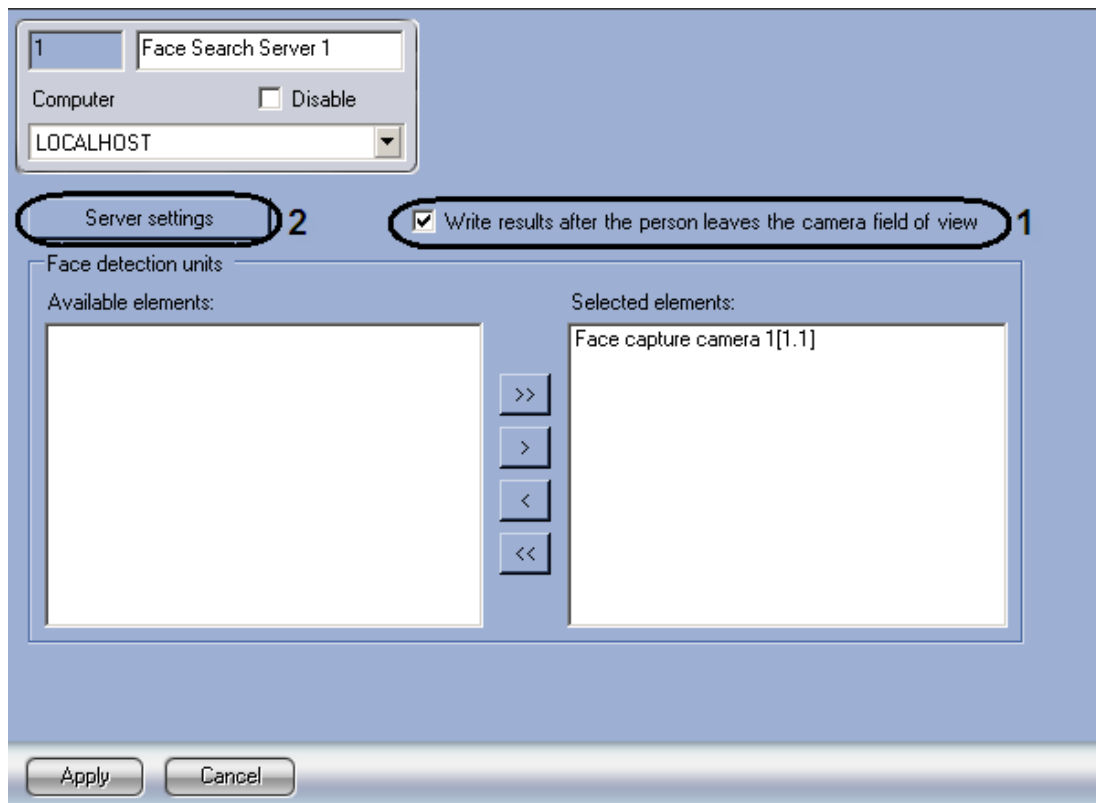 1 Face Search Server 1
Computer Disable
LOCALHOST
Server settings 2 Write results after the person leaves the camera field of view 1
Face detection units
Available elements: Selected elements:
Face capture camera 1[1.1]
>>
>
<
<<
Apply Cancel